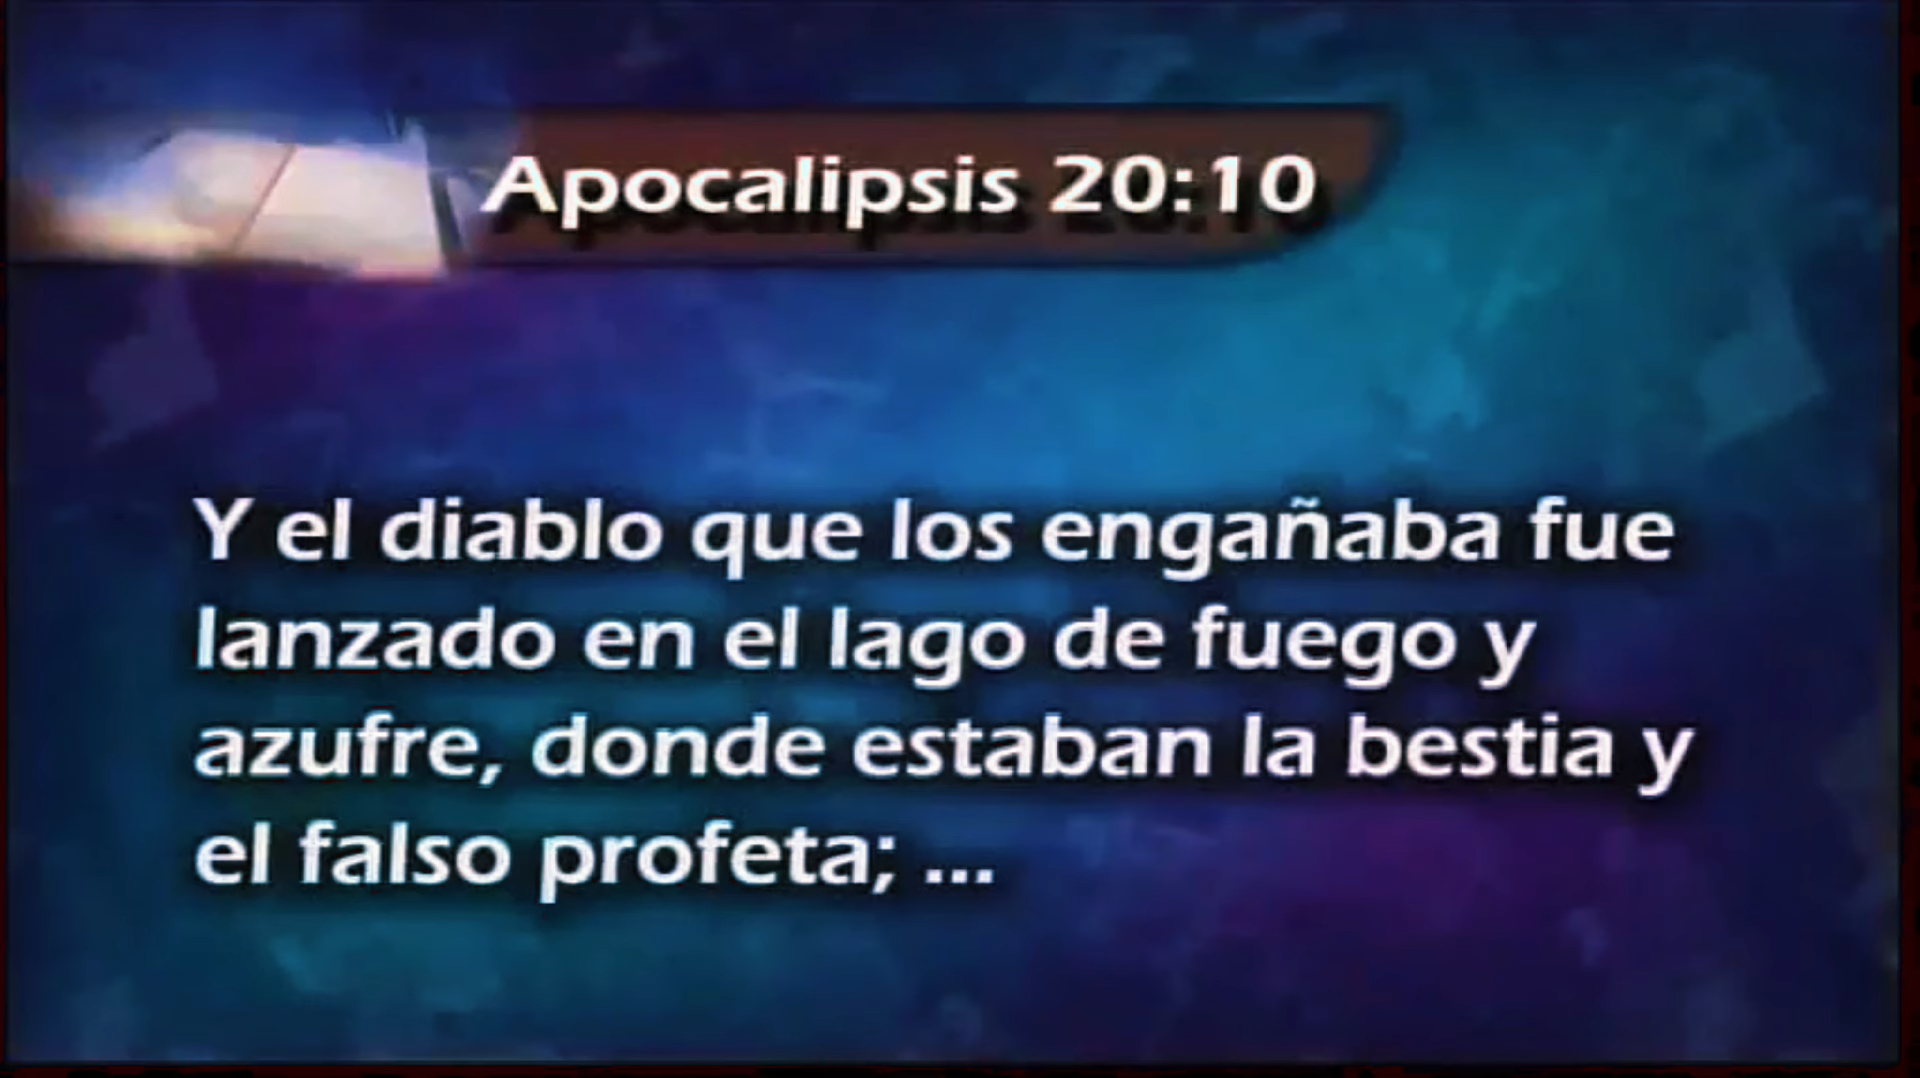 Apocalipsis 20:10
Y el diablo que los engañaba fue
lanzado en el lago de fuego y
azufre, donde estaban la bestia y
el falso profeta; ...